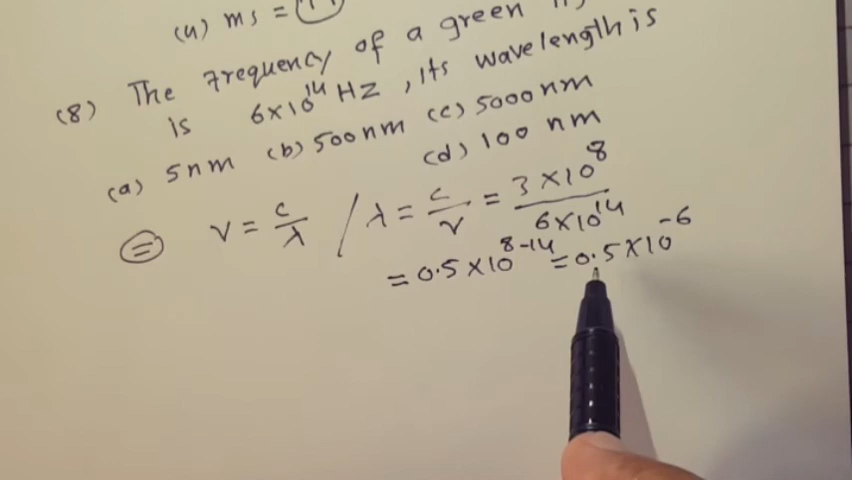 (4) ms =
(8) The frequency of a green
is 6×10^14 Hz, its wavelength is
(a) 5nm (b) 500nm (c) 5000nm
(d) 100 nm
⇒ ν = c/λ / λ = c/ν = 3×10^8/6×10^14
= 0.5×10^8-14 = 0.5×10^-6